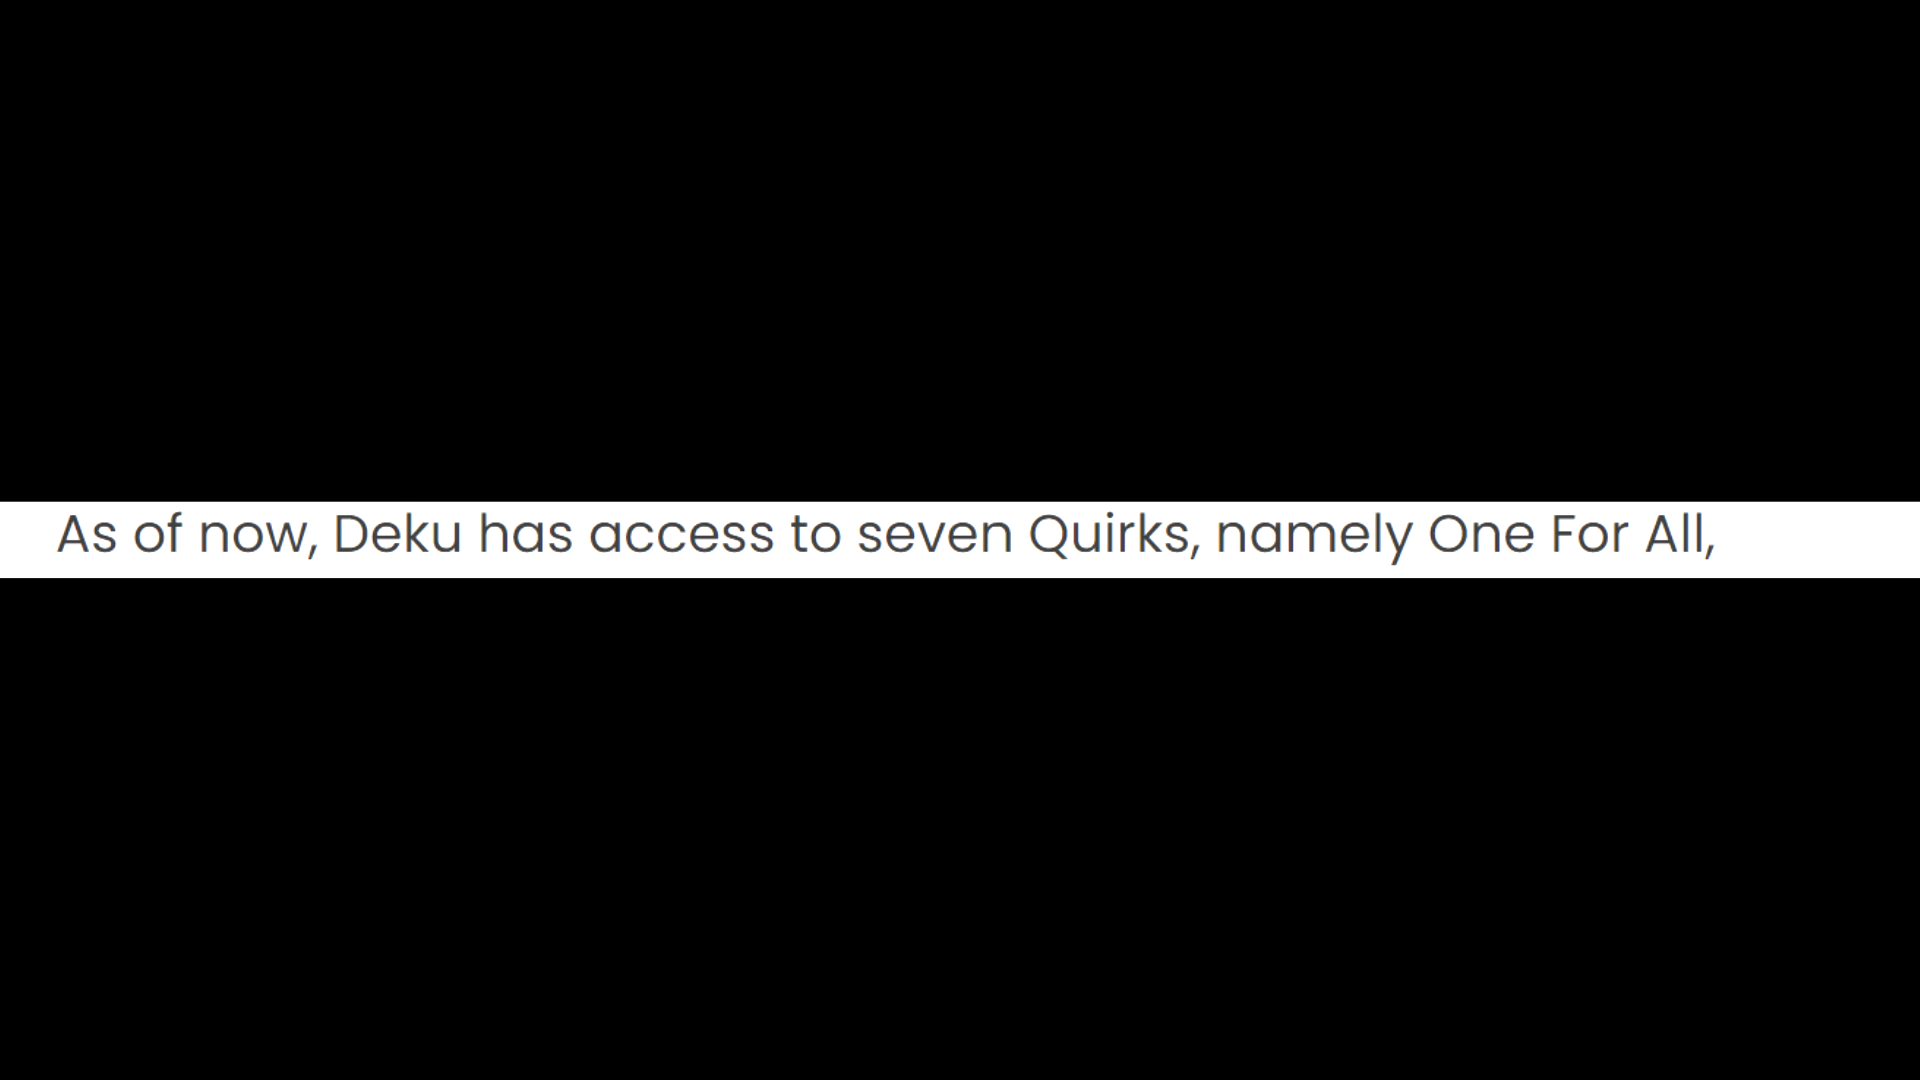 As of now, Deku has access to seven Quirks, namely One For All,